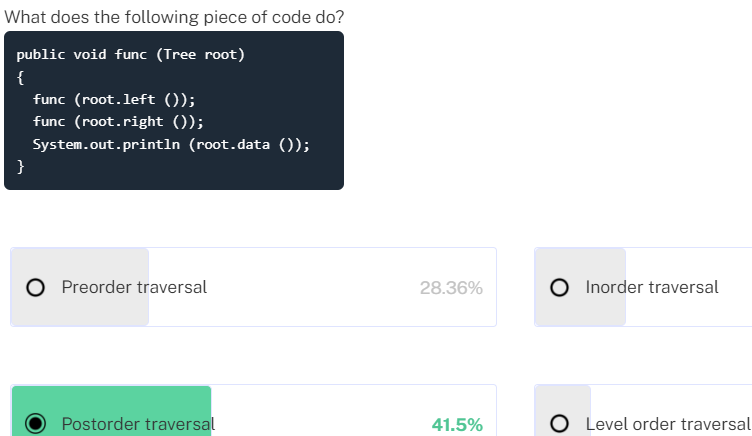 What does the following piece of code do?
public void func (Tree root)
{
func (root.left ());
func (root.right ());
System.out.println (root.data ());
}
Preorder traversal 28.36%
Inorder traversal
Postorder traversal 41.5%
Level order traversal